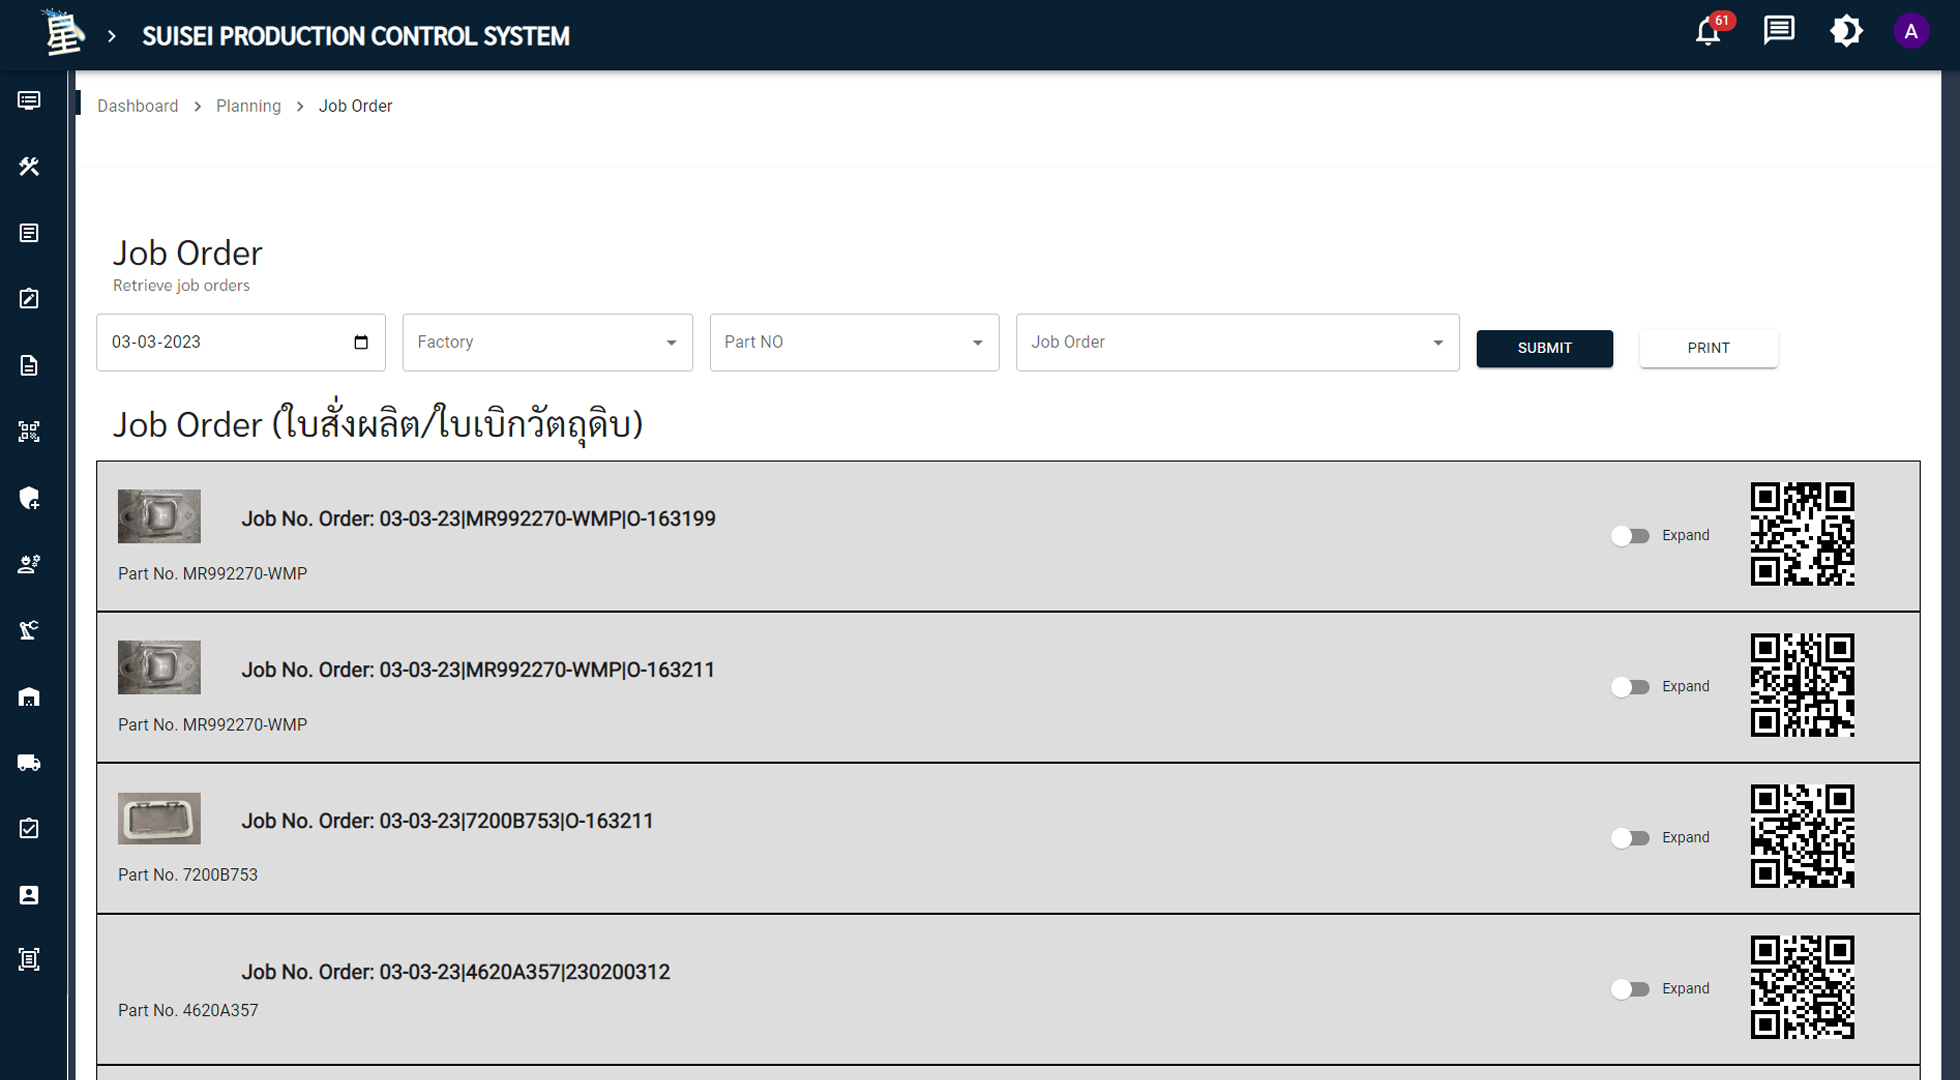 星 SUISEI PRODUCTION CONTROL SYSTEM 61 A
Dashboard > Planning > Job Order
Job Order
Retrieve job orders
03-03-2023 Factory Part NO Job Order SUBMIT PRINT
Job Order (ใบสั่งผลิต/ใบเบิกวัตถุดิบ)
Job No. Order: 03-03-23|MR992270-WMP|O-163199
Expand
Part No. MR992270-WMP
Job No. Order: 03-03-23|MR992270-WMP|O-163211
Expand
Part No. MR992270-WMP
Job No. Order: 03-03-23|7200B753|O-163211
Expand
Part No. 7200B753
Job No. Order: 03-03-23|4620A357|230200312
Expand
Part No. 4620A357